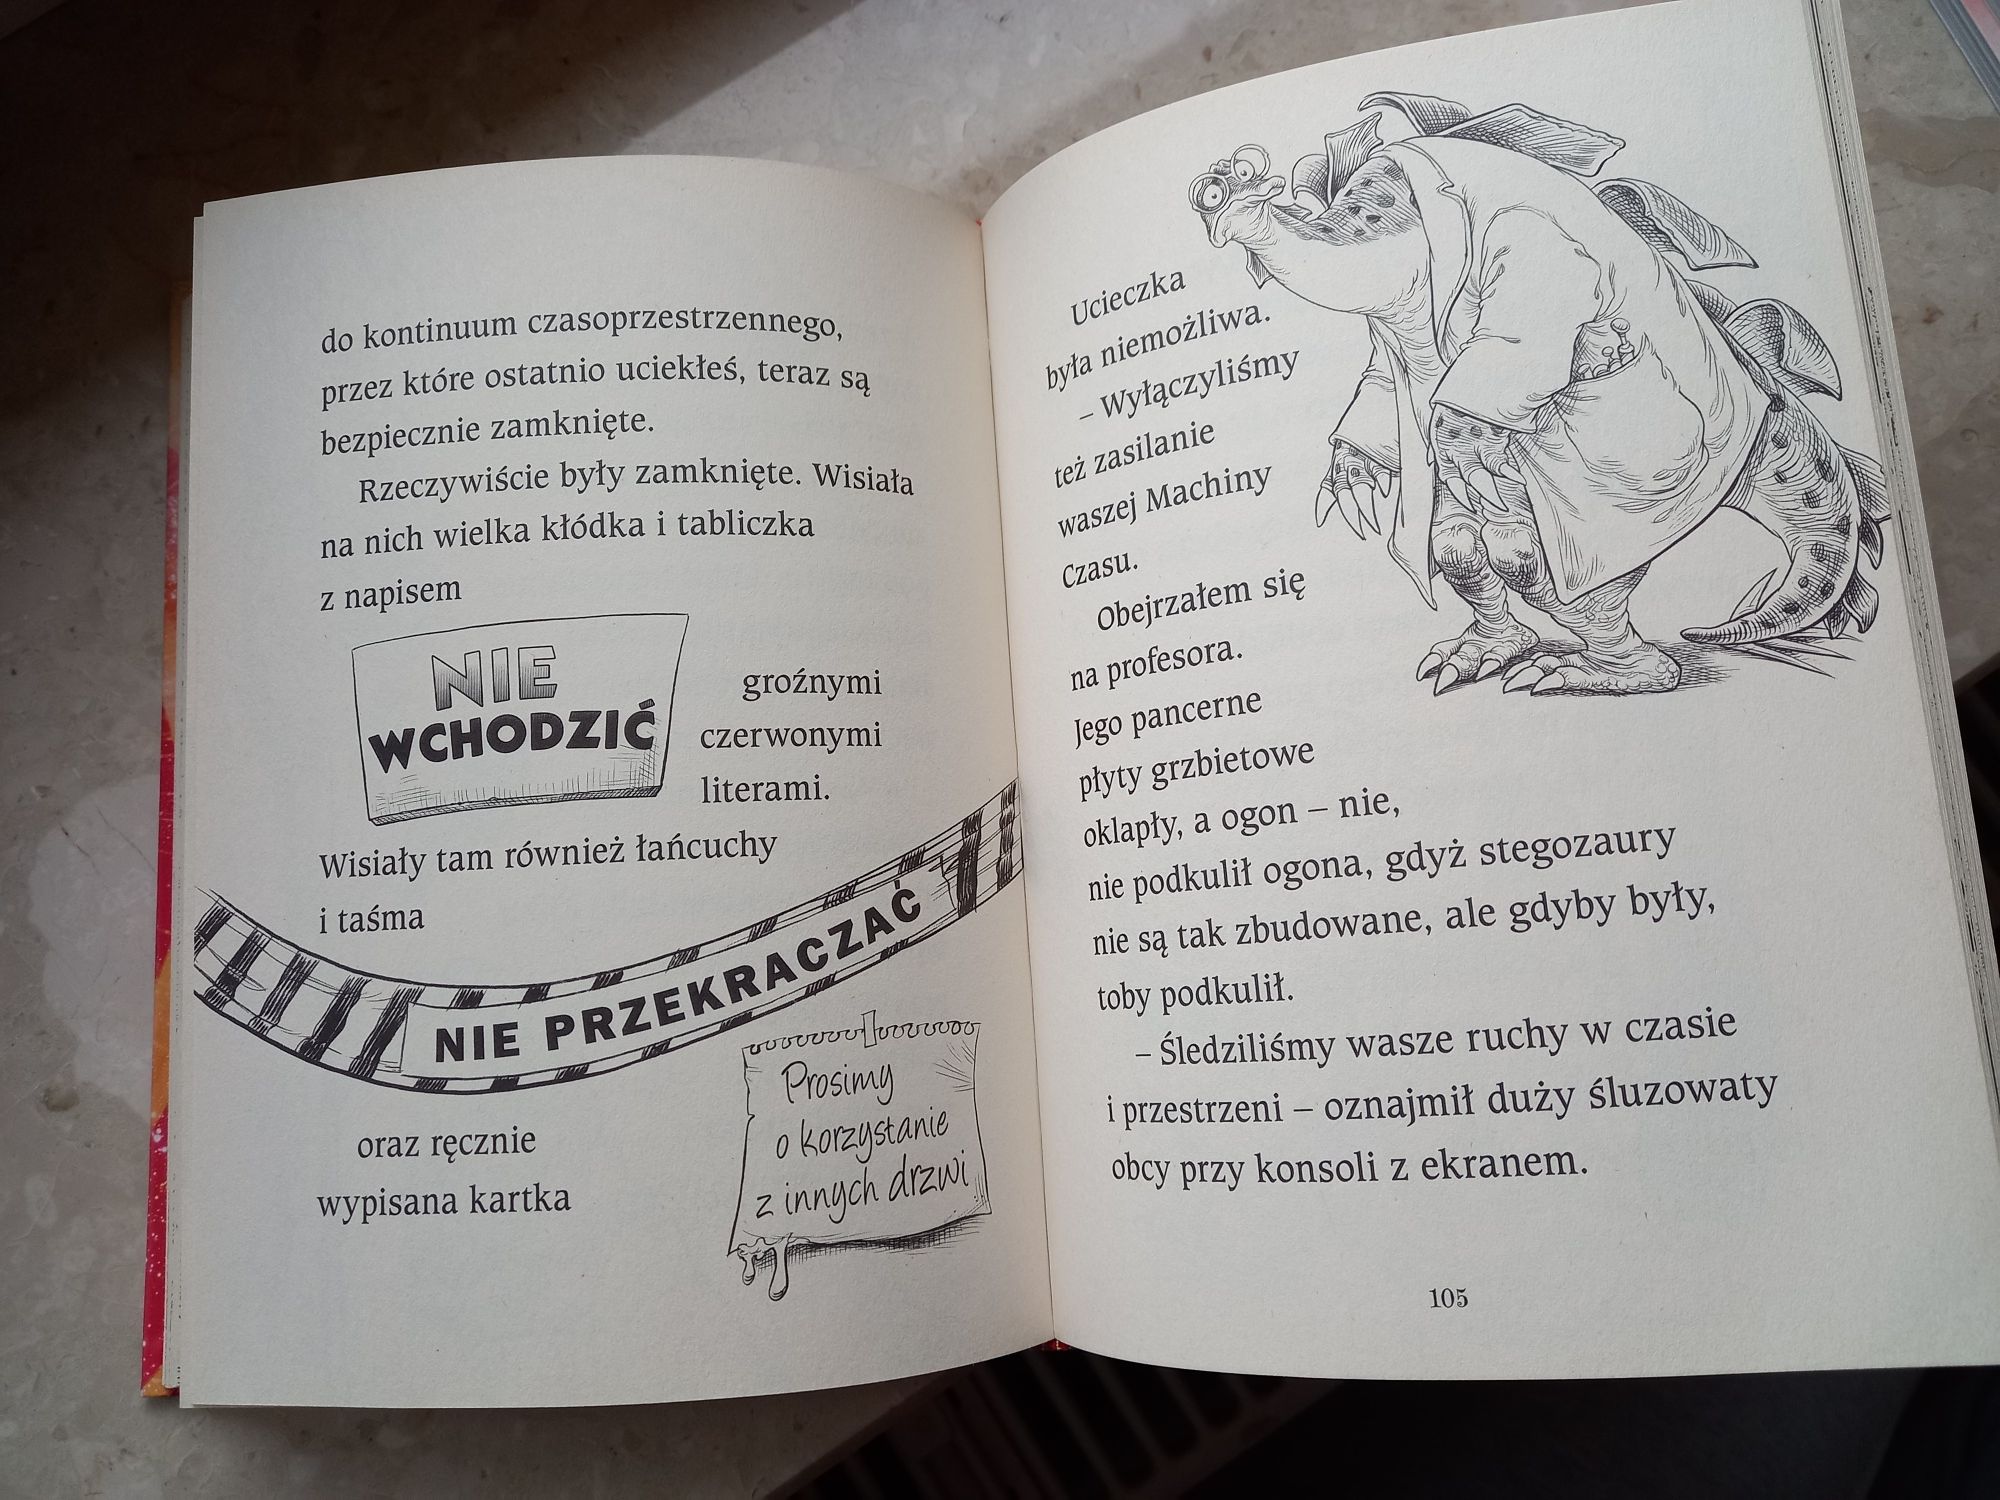 do kontinuum czasoprzestrzennego,
przez które ostatnio uciekłeś, teraz są
bezpiecznie zamknięte.
Rzeczywiście były zamknięte. Wisiała
na nich wielka kłódka i tabliczka
z napisem
NIE
WCHODZIĆ
groźnymi
czerwonymi
literami.
Wisiały tam również łańcuchy
i taśma
NIE PRZEKRACZAĆ
oraz ręcznie
wypisana kartka
Prosimy
o korzystanie
z innych drzwi
Ucieczka
była niemożliwa.
– Wyłączyliśmy
też zasilanie
waszej Machiny
Czasu.
Obejrzałem się
na profesora.
Jego pancerne
płyty grzbietowe
oklapły, a ogon – nie,
nie podkulił ogona, gdyż stegozaury
nie są tak zbudowane, ale gdyby były,
toby podkulił.
– Śledziliśmy wasze ruchy w czasie
i przestrzeni – oznajmił duży śluzowaty
obcy przy konsoli z ekranem.
105